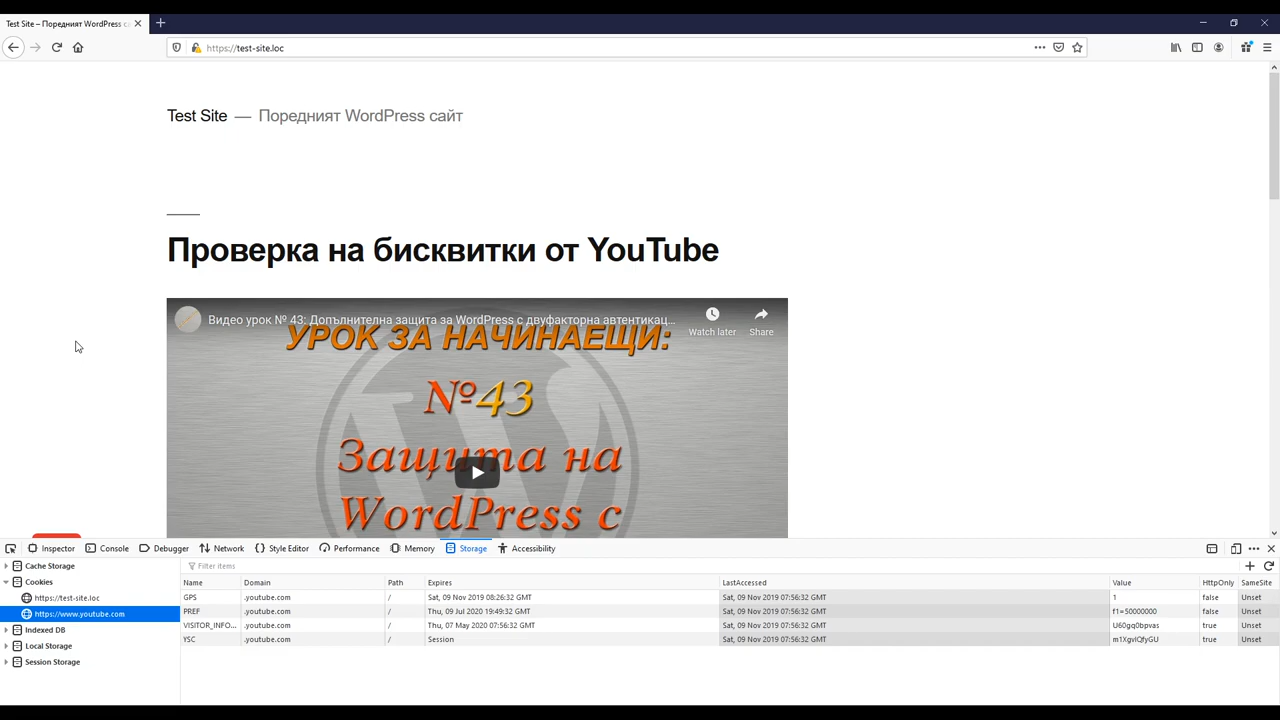 Test Site – Поредният WordPress са
https://test-site.loc
Test Site — Поредният WordPress сайт
Проверка на бисквитки от YouTube
Видео урок № 43: Допълнителна защита за WordPress с двуфакторна автентикац...
Watch later
Share
УРОК ЗА НАЧИНАЕЩИ:
№43
Защита на
WordPress с
Inspector Console Debugger Network Style Editor Performance Memory Storage Accessibility
Cache Storage
Cookies
https://test-site.loc
https://www.youtube.com
Indexed DB
Local Storage
Session Storage
Filter items
Name Domain Path Expires LastAccessed Value HttpOnly SameSite
GPS .youtube.com / Sat, 09 Nov 2019 08:26:32 GMT Sat, 09 Nov 2019 07:56:32 GMT 1 false Unset
PREF .youtube.com / Thu, 09 Jul 2020 19:49:32 GMT Sat, 09 Nov 2019 07:56:32 GMT f1=50000000 false Unset
VISITOR_INFO... .youtube.com / Thu, 07 May 2020 07:56:32 GMT Sat, 09 Nov 2019 07:56:32 GMT U60gq0bpvas true Unset
YSC .youtube.com / Session Sat, 09 Nov 2019 07:56:32 GMT m1XgvIQfyGU true Unset